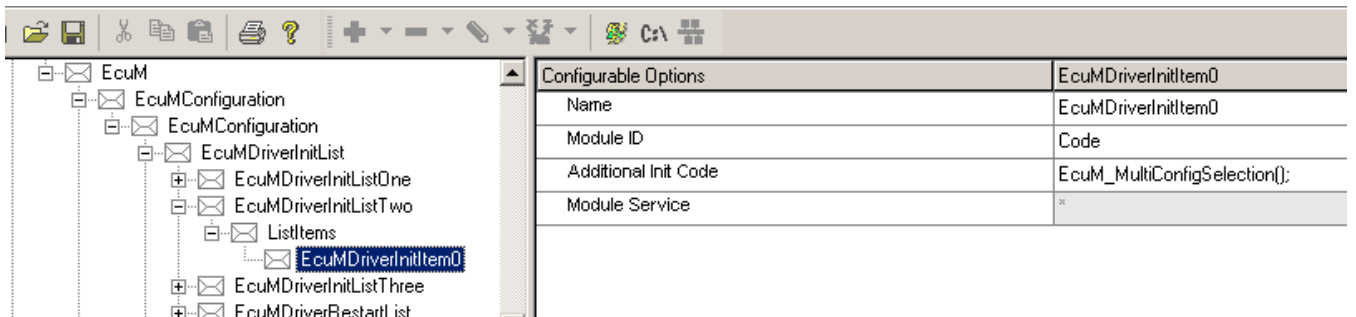 C:\
EcuM
EcuMConfiguration
EcuMConfiguration
EcuMDriverInitList
EcuMDriverInitListOne
EcuMDriverInitListTwo
ListItems
EcuMDriverInitItem0
EcuMDriverInitListThree
EcuMDriverRestartList
Configurable Options EcuMDriverInitItem0
Name EcuMDriverInitItem0
Module ID Code
Additional Init Code EcuM_MultiConfigSelection();
Module Service *